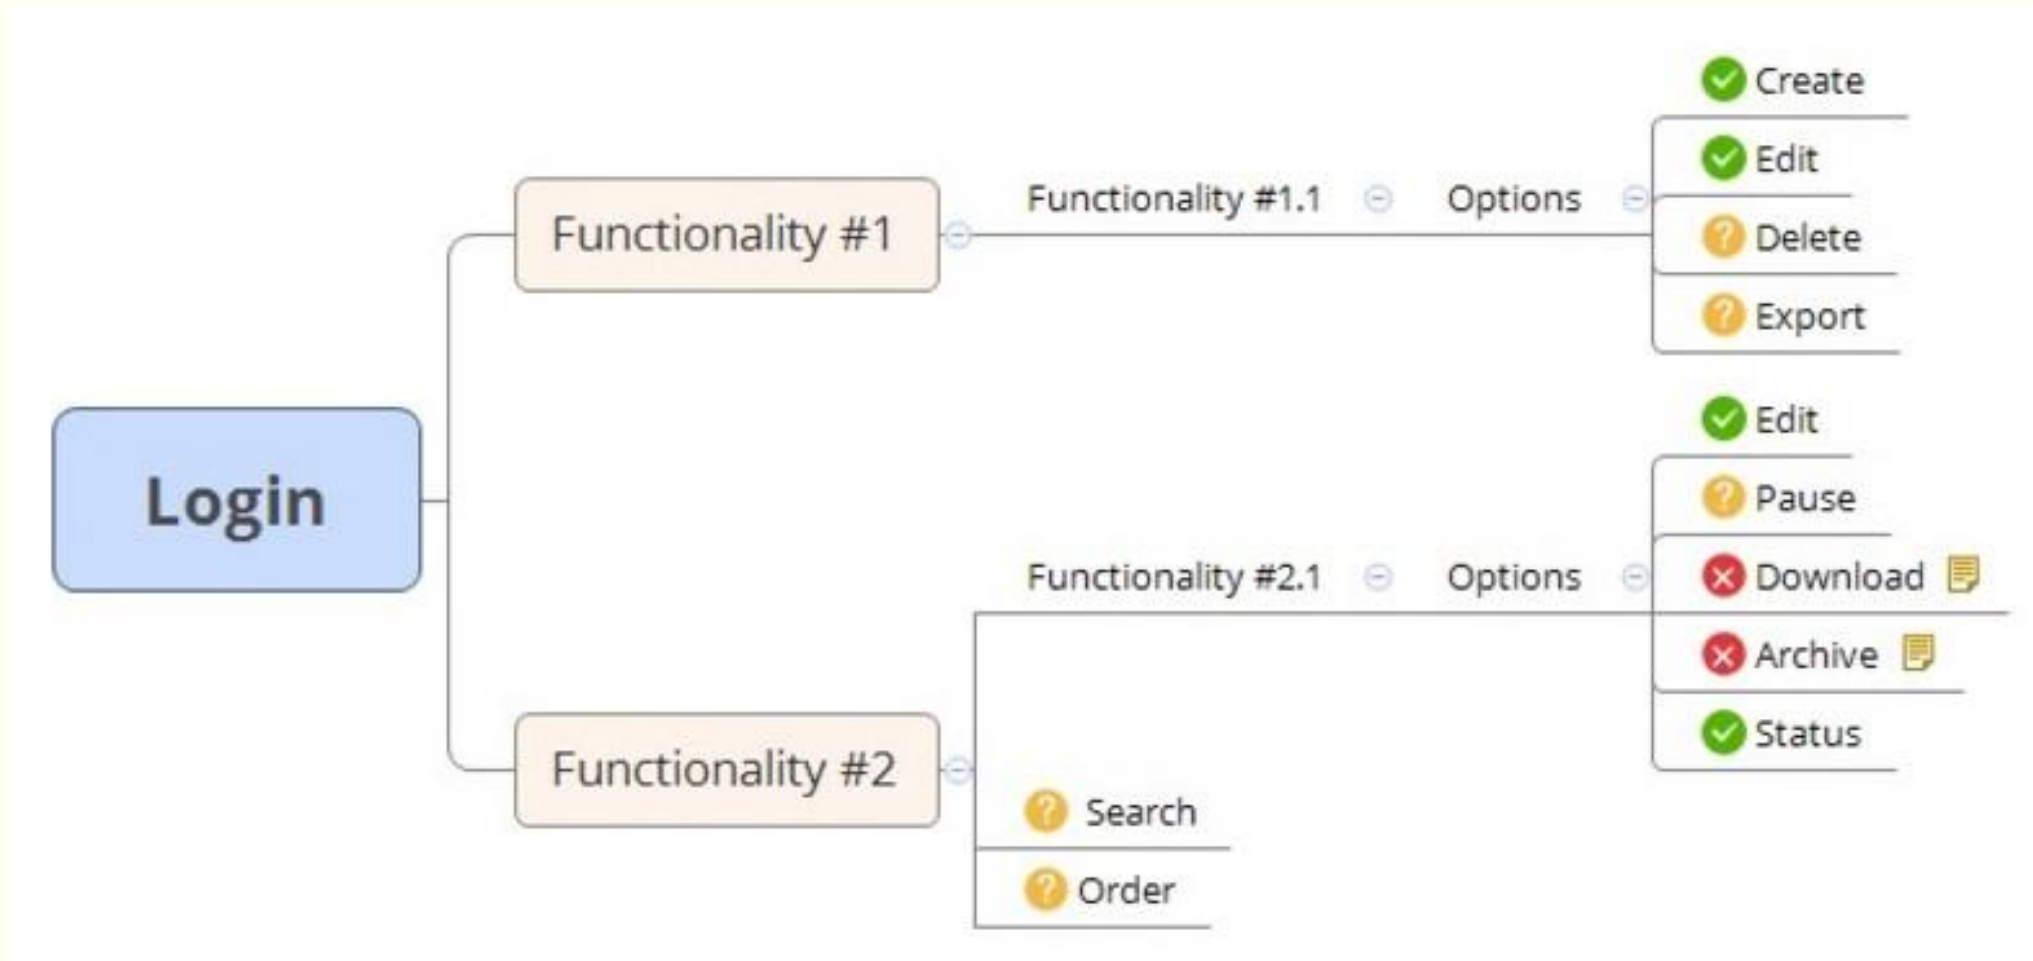 Login
Functionality #1
Functionality #1.1
Options
Create
Edit
Delete
Export
Functionality #2
Functionality #2.1
Options
Edit
Pause
Download
Archive
Status
Search
Order